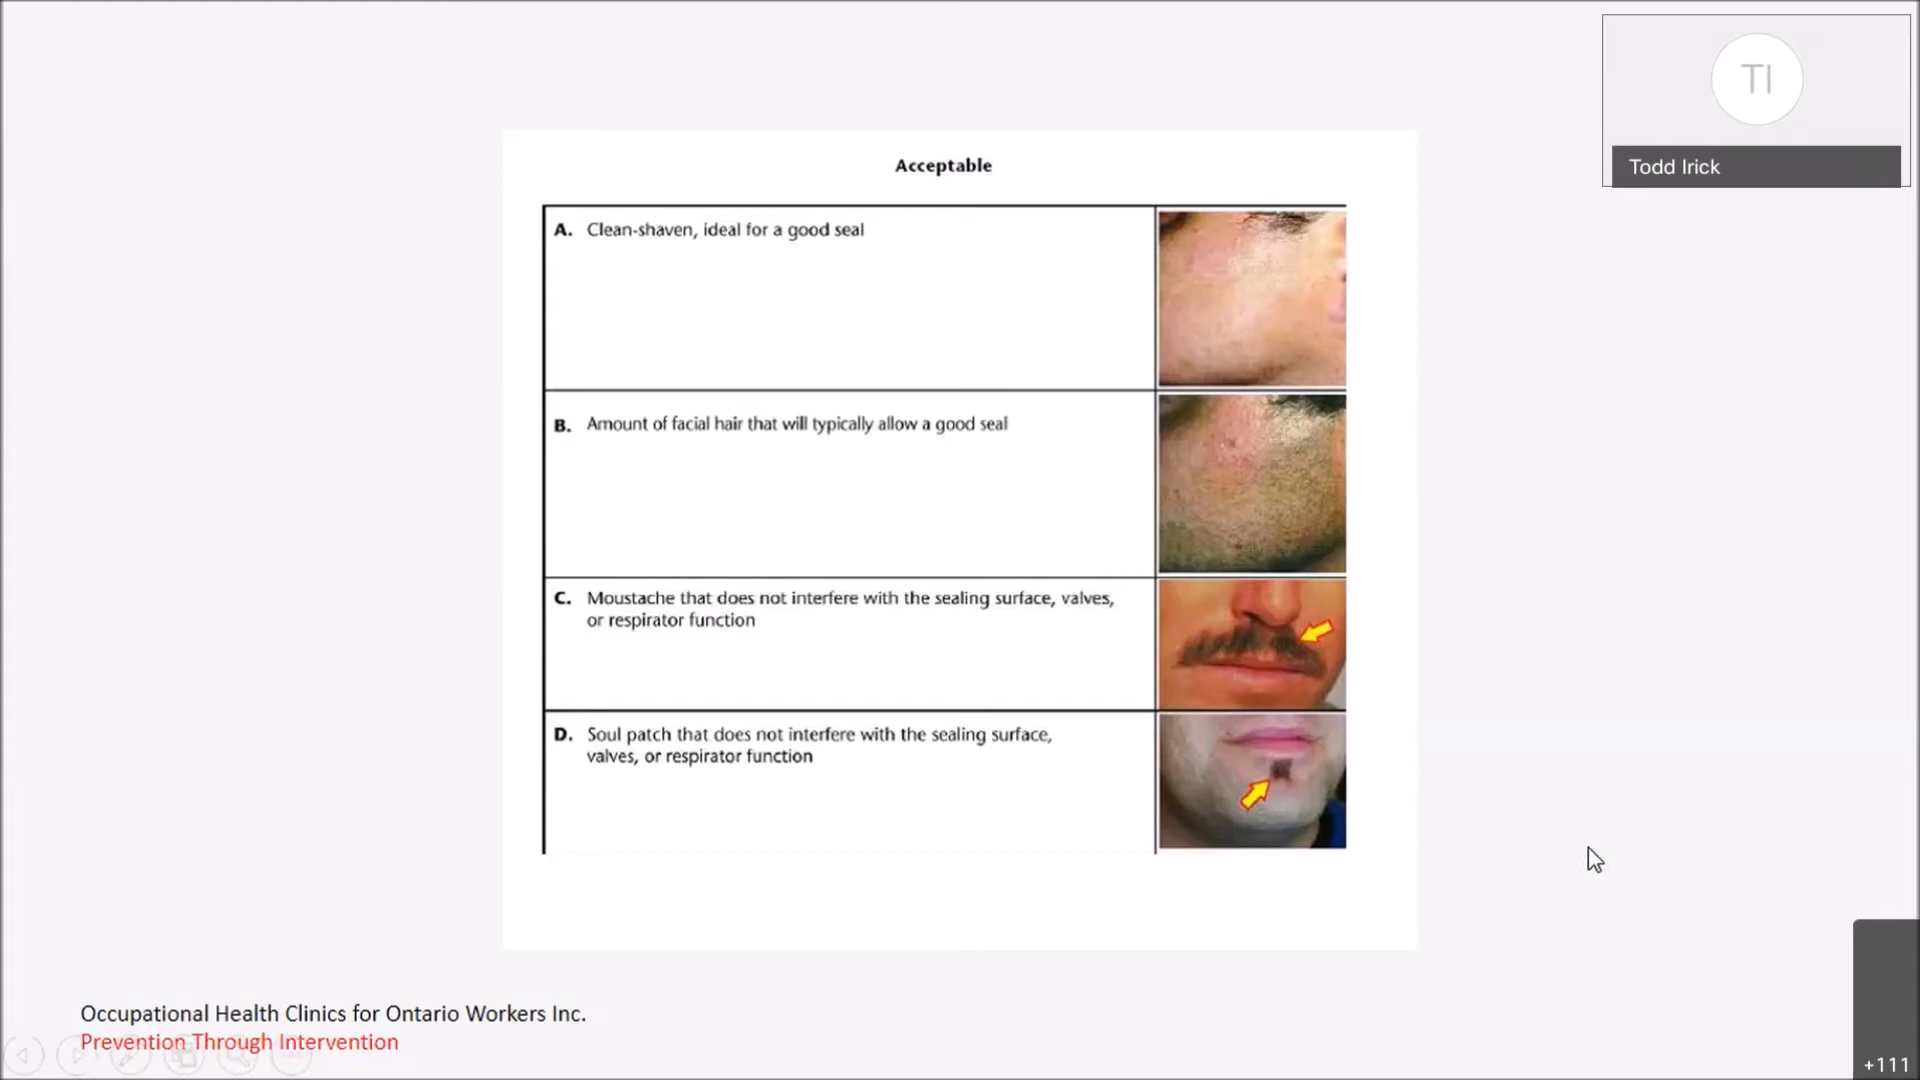 TI
Todd Irick
Acceptable
A. Clean-shaven, ideal for a good seal
B. Amount of facial hair that will typically allow a good seal
C. Moustache that does not interfere with the sealing surface, valves,
or respirator function
D. Soul patch that does not interfere with the sealing surface,
valves, or respirator function
Occupational Health Clinics for Ontario Workers Inc.
Prevention Through Intervention
+111